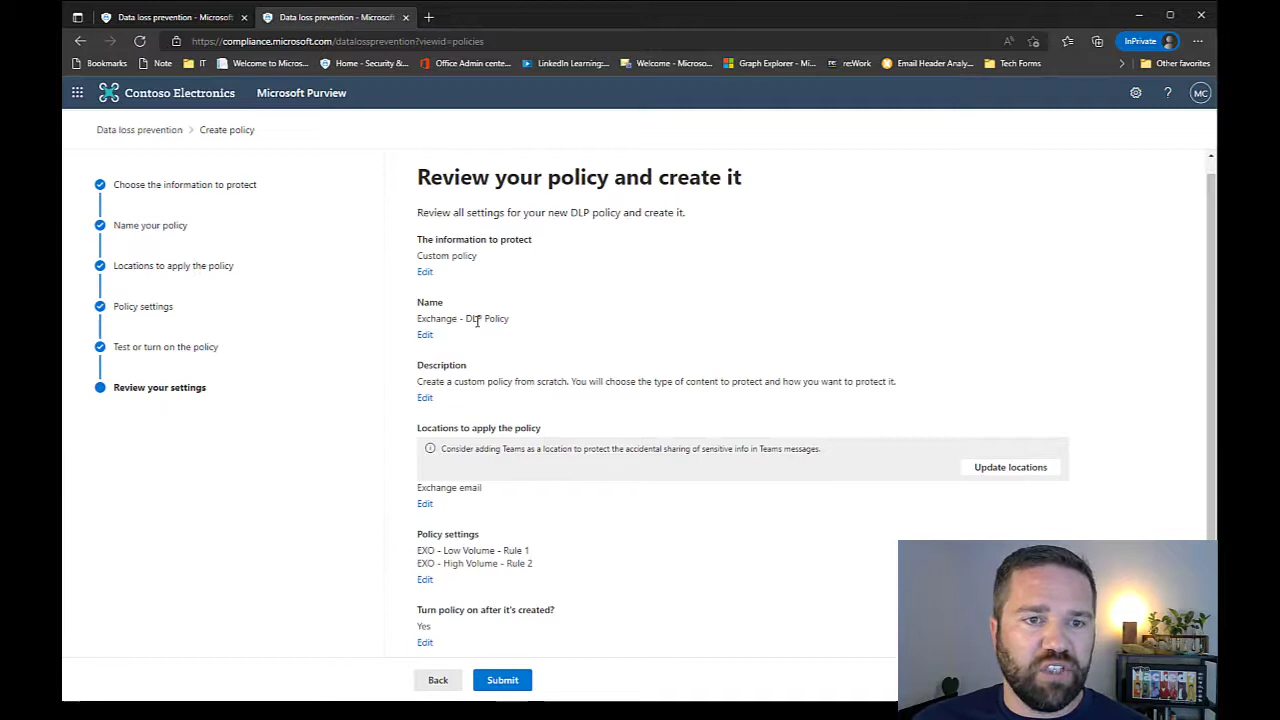 Data loss prevention - Microsoft
Data loss prevention - Microsof
https://compliance.microsoft.com/datalossprevention?viewid=policies
InPrivate
Bookmarks
Note
IT
Welcome to Micros...
Home - Security &...
Office Admin cente...
LinkedIn Learning:...
Welcome - Microso...
Graph Explorer - Mi...
reWork
Email Header Analy...
Tech Forms
Other favorites
Contoso Electronics
Microsoft Purview
?
MC
Data loss prevention > Create policy
Choose the information to protect
Name your policy
Locations to apply the policy
Policy settings
Test or turn on the policy
Review your settings
Review your policy and create it
Review all settings for your new DLP policy and create it.
The information to protect
Custom policy
Edit
Name
Exchange - DLP Policy
Edit
Description
Create a custom policy from scratch. You will choose the type of content to protect and how you want to protect it.
Edit
Locations to apply the policy
Consider adding Teams as a location to protect the accidental sharing of sensitive info in Teams messages.
Update locations
Exchange email
Edit
Policy settings
EXO - Low Volume - Rule 1
EXO - High Volume - Rule 2
Edit
Turn policy on after it's created?
Yes
Edit
Back
Submit
Hacked?